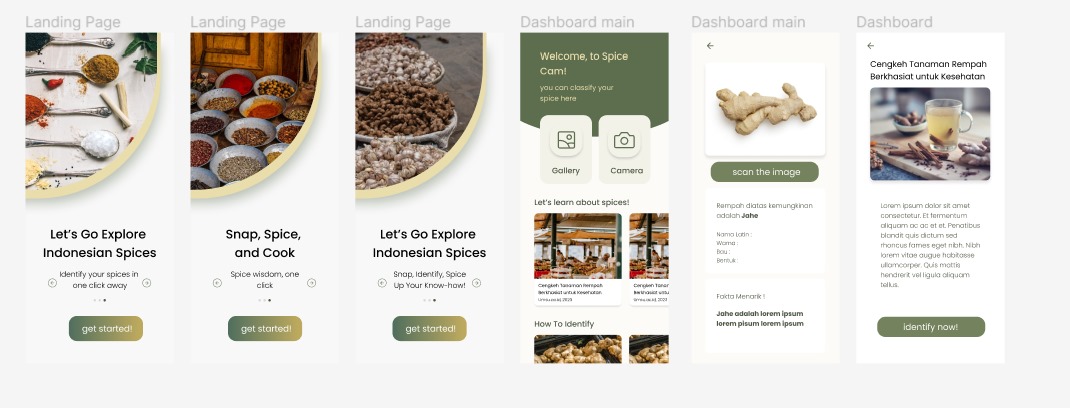 Landing Page
Let's Go Explore
Indonesian Spices
Identify your spices in
one click away
get started!
Landing Page
Snap, Spice,
and Cook
Spice wisdom, one
click
get started!
Landing Page
Let's Go Explore
Indonesian Spices
Snap, Identify, Spice
Up Your Know-how!
get started!
Dashboard main
Welcome, to Spice
Cam!
you can classify your
spice here
Gallery
Camera
Let's learn about spices!
Cengkeh Tanaman Rempah
Berkhasiat untuk Kesehatan
Umsu.acid, 2023
Cengkeh Tanam
Berkhasiat untu
Umsu.acid, 2023
How To Identify
Dashboard main
scan the image
Rempah diatas kemungkinan
adalah Jahe
Nama Latin :
Warna :
Bau :
Bentuk :
Fakta Menarik !
Jahe adalah lorem ipsum
lorem pisum lorem ipsum
Dashboard
Cengkeh Tanaman Rempah
Berkhasiat untuk Kesehatan
Lorem ipsum dolor sit amet
consectetur. Et fermentum
aliquam ac ac et et. Penatibus
blandit quis dictum sed
rhoncus fames eget nibh. Nibh
lorem vitae augue habitasse
ullamcorper. Quis mattis
hendrerit vel ligula aliquam
tellus.
identify now!